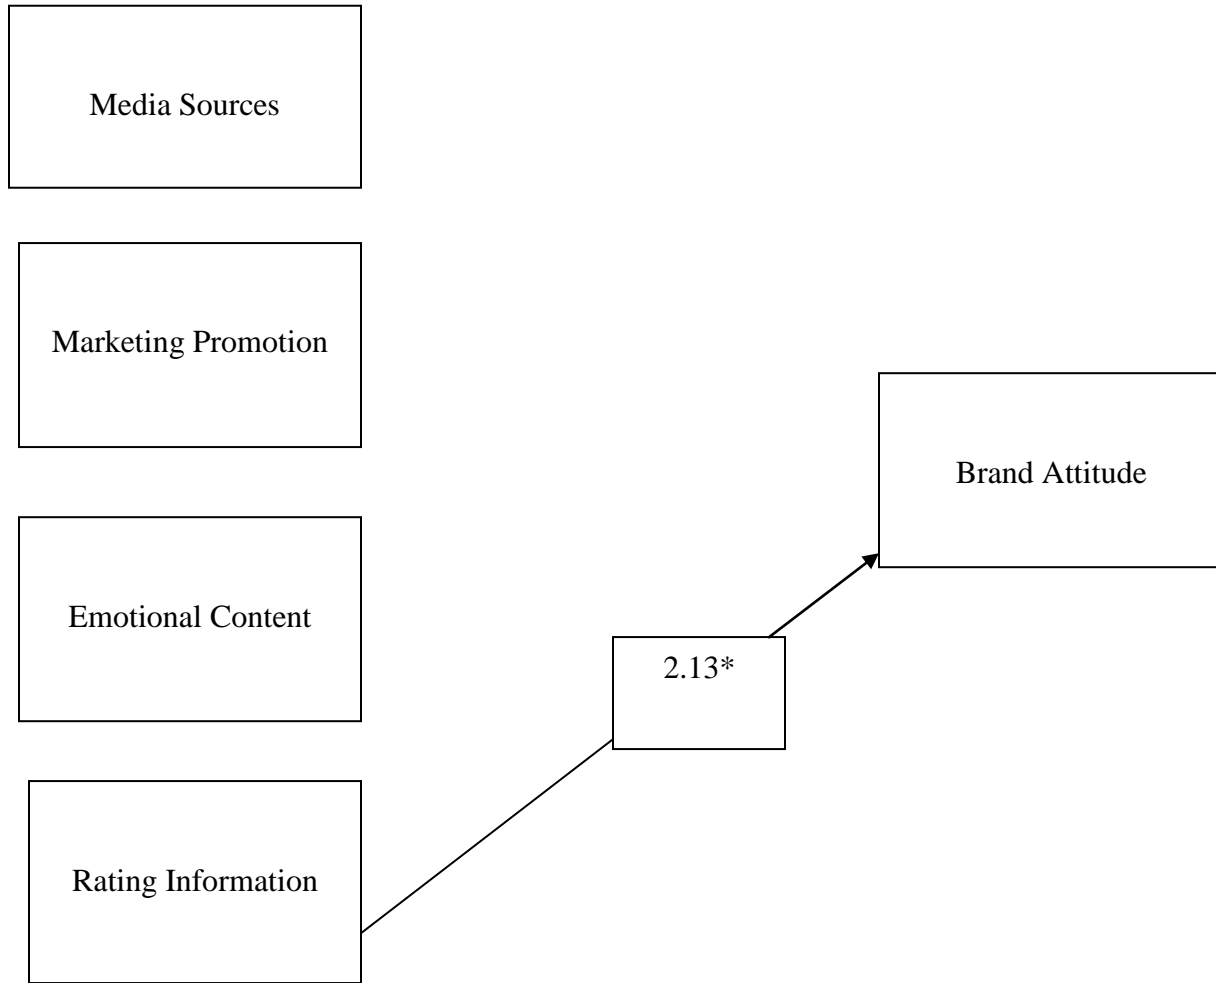 Media Sources
Marketing Promotion
Brand Attitude
Emotional Content
2.13*
Rating Information